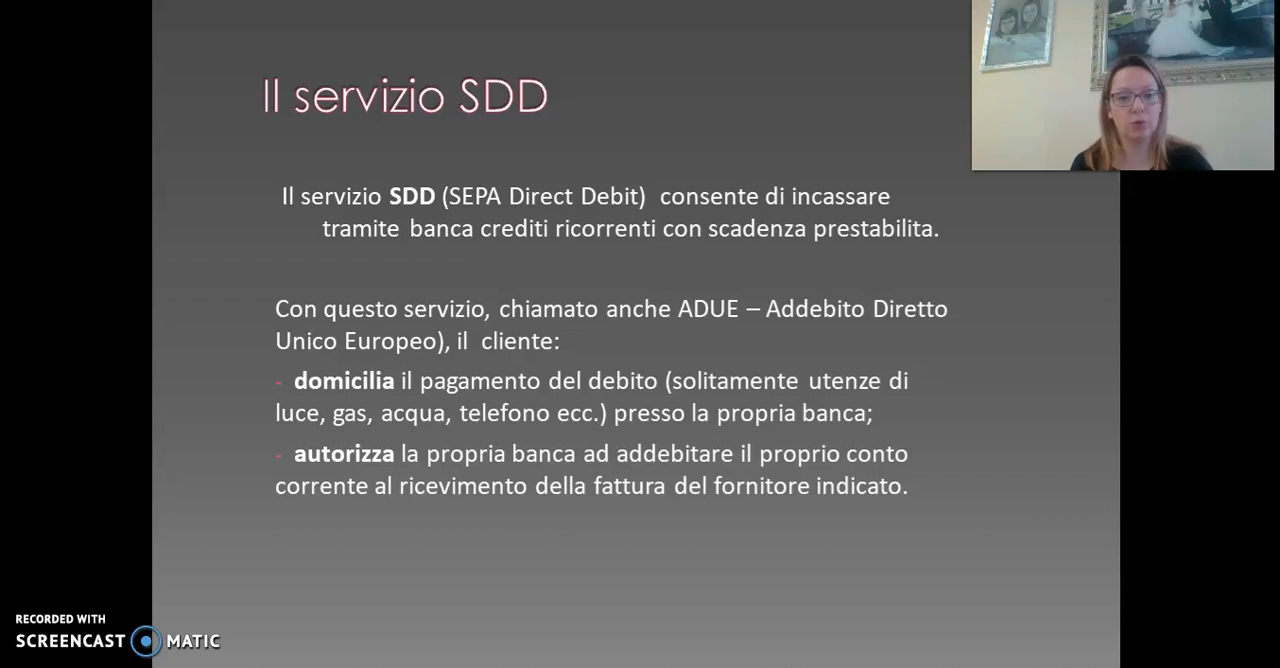 Il servizio SDD
Il servizio SDD (SEPA Direct Debit) consente di incassare
tramite banca crediti ricorrenti con scadenza prestabilita.
Con questo servizio, chiamato anche ADUE – Addebito Diretto
Unico Europeo), il cliente:
- domicilia il pagamento del debito (solitamente utenze di
luce, gas, acqua, telefono ecc.) presso la propria banca;
- autorizza la propria banca ad addebitare il proprio conto
corrente al ricevimento della fattura del fornitore indicato.
RECORDED WITH
SCREENCAST MATIC